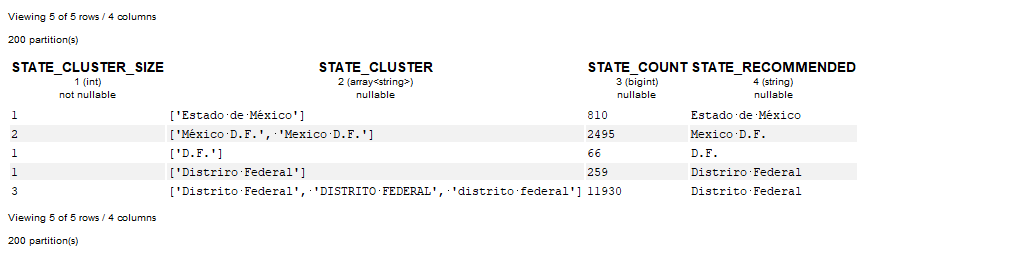 Viewing 5 of 5 rows / 4 columns
200 partition(s)
STATE_CLUSTER_SIZE STATE_CLUSTER STATE_COUNT STATE_RECOMMENDED
1 (int) 2 (array<string>) 3 (bigint) 4 (string)
not nullable nullable nullable nullable
1 ['Estado·de·México'] 810 Estado·de·México
2 ['México·D.F.',·'Mexico·D.F.'] 2495 Mexico·D.F.
1 ['D.F.'] 66 D.F.
1 ['Distriro·Federal'] 259 Distriro·Federal
3 ['Distrito·Federal',·'DISTRITO·FEDERAL',·'distrito·federal'] 11930 Distrito·Federal
Viewing 5 of 5 rows / 4 columns
200 partition(s)